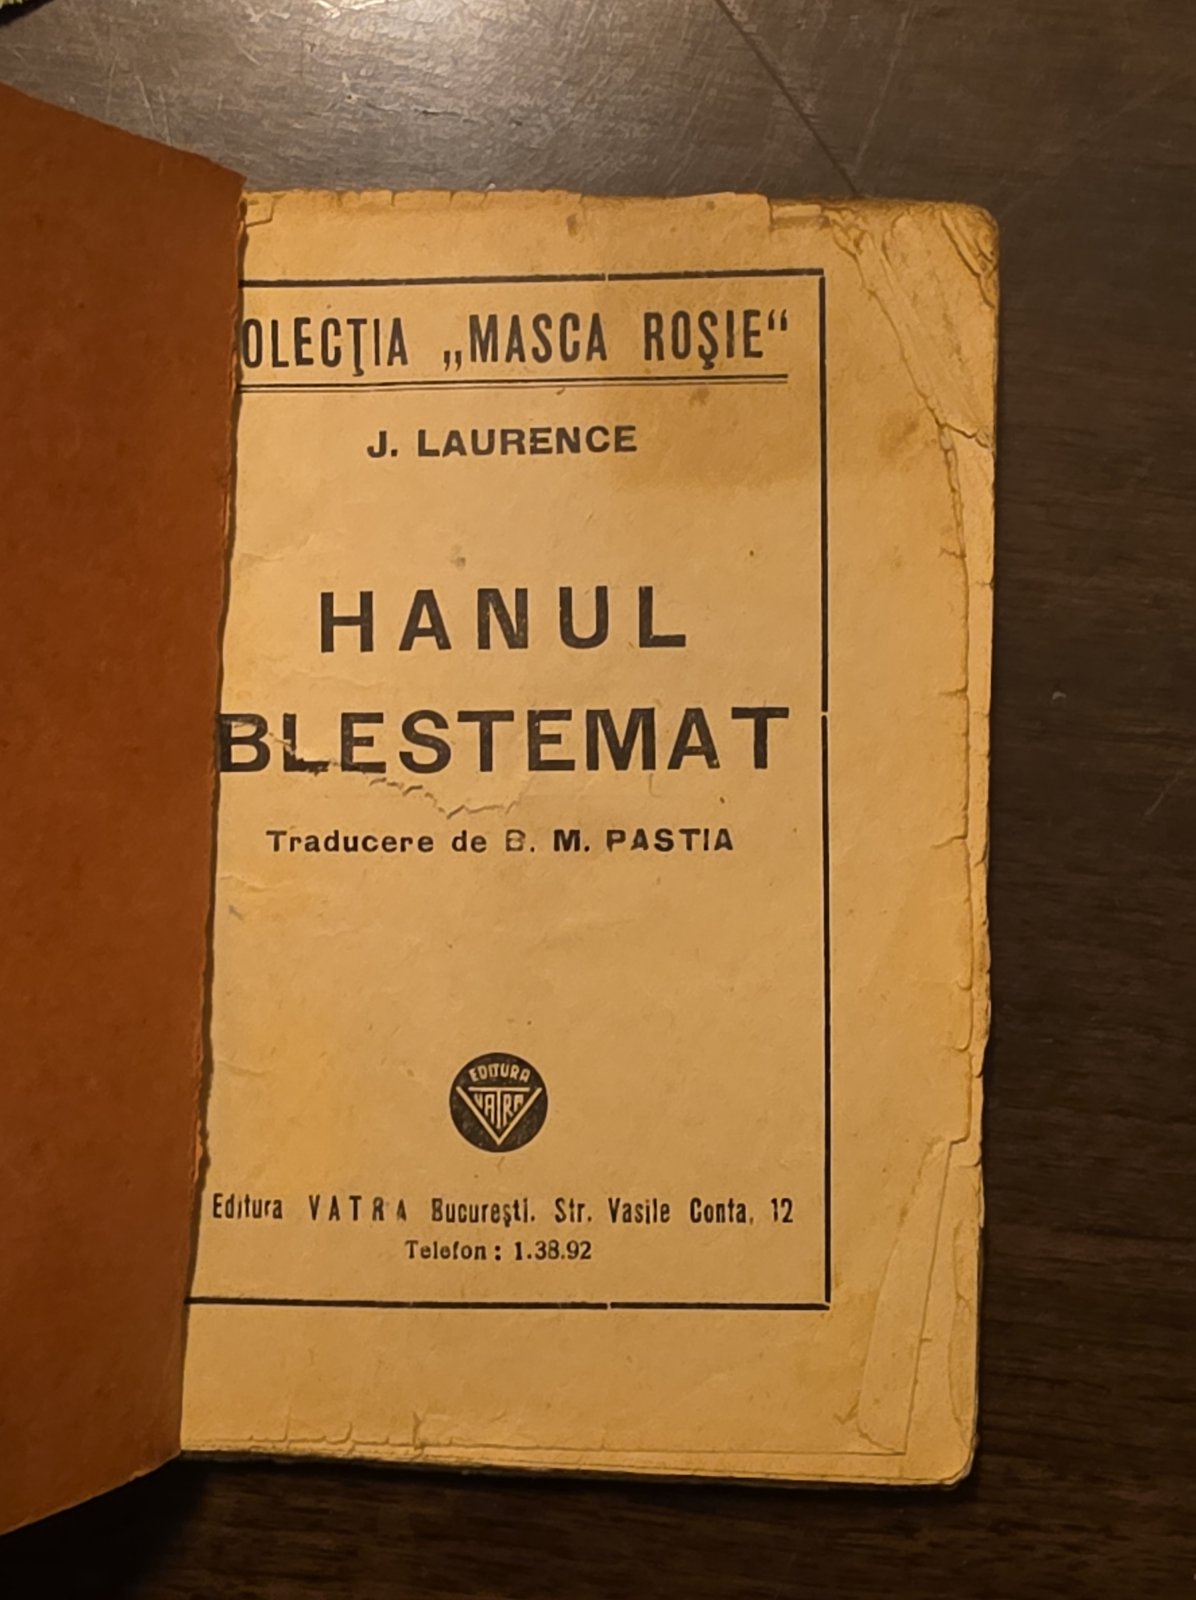 OLECŢIA „MASCA ROŞIE“
J. LAURENCE
HANUL
BLESTEMAT
Traducere de B. M. PASTIA
EDITURA
VATRA
Editura VATRA Bucureşti. Str. Vasile Conta, 12
Telefon : 1.38.92